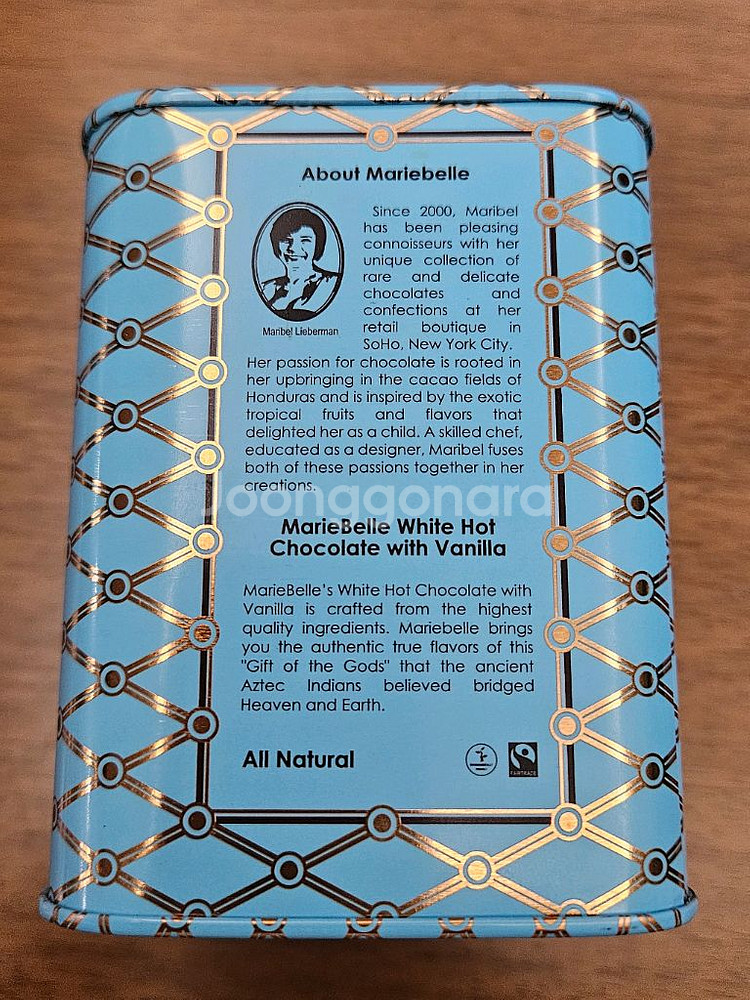 About Mariebelle
Since 2000, Maribel
has been pleasing
connoisseurs with her
unique collection of
rare and delicate
chocolates and
confections at her
retail boutique in
SoHo, New York City.
Maribel Lieberman
Her passion for chocolate is rooted in
her upbringing in the cacao fields of
Honduras and is inspired by the exotic
tropical fruits and flavors that
delighted her as a child. A skilled chef,
educated as a designer, Maribel fuses
both of these passions together in her
creations.
Joonggonara
MarieBelle White Hot
Chocolate with Vanilla
MarieBelle's White Hot Chocolate with
Vanilla is crafted from the highest
quality ingredients. Mariebelle brings
you the authentic true flavors of this
"Gift of the Gods" that the ancient
Aztec Indians believed bridged
Heaven and Earth.
All Natural
FAIRTRADE